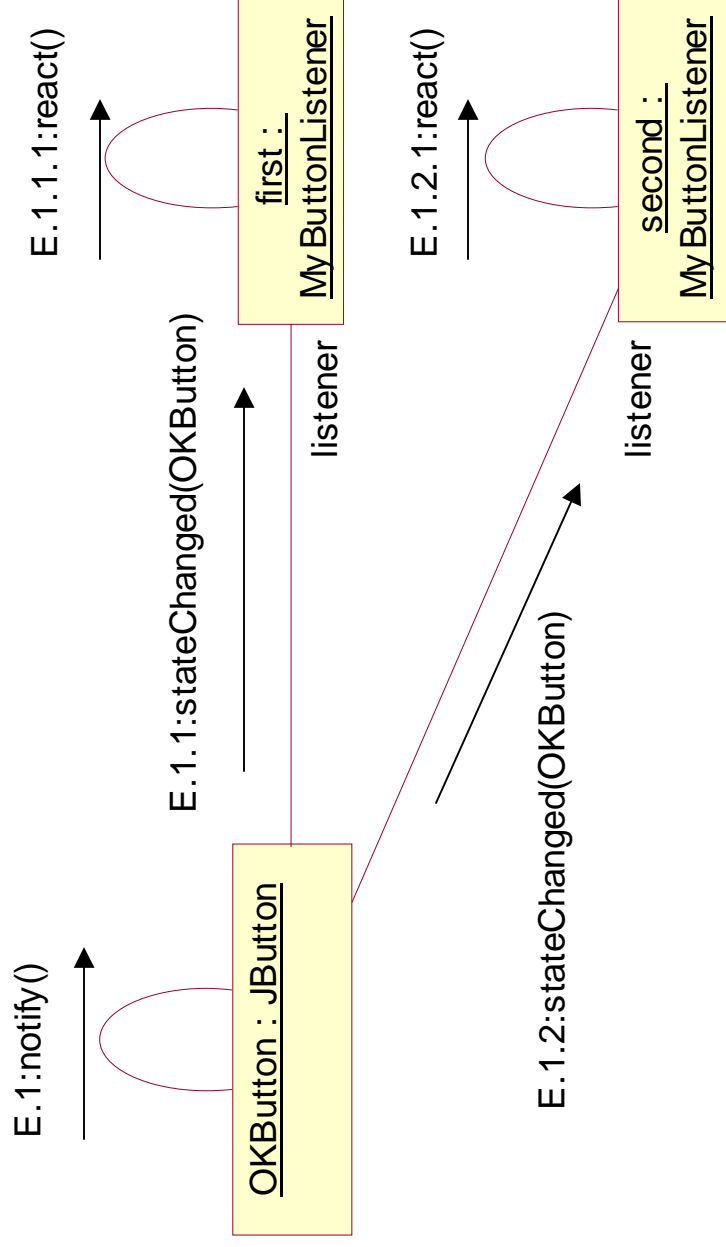 E.1:notify()
OKButton : JButton
E.1.1:stateChanged(OKButton)
E.1.2:stateChanged(OKButton)
listener
listener
E.1.1.1:react()
first :
MyButtonListener
E.1.2.1:react()
second :
MyButtonListener